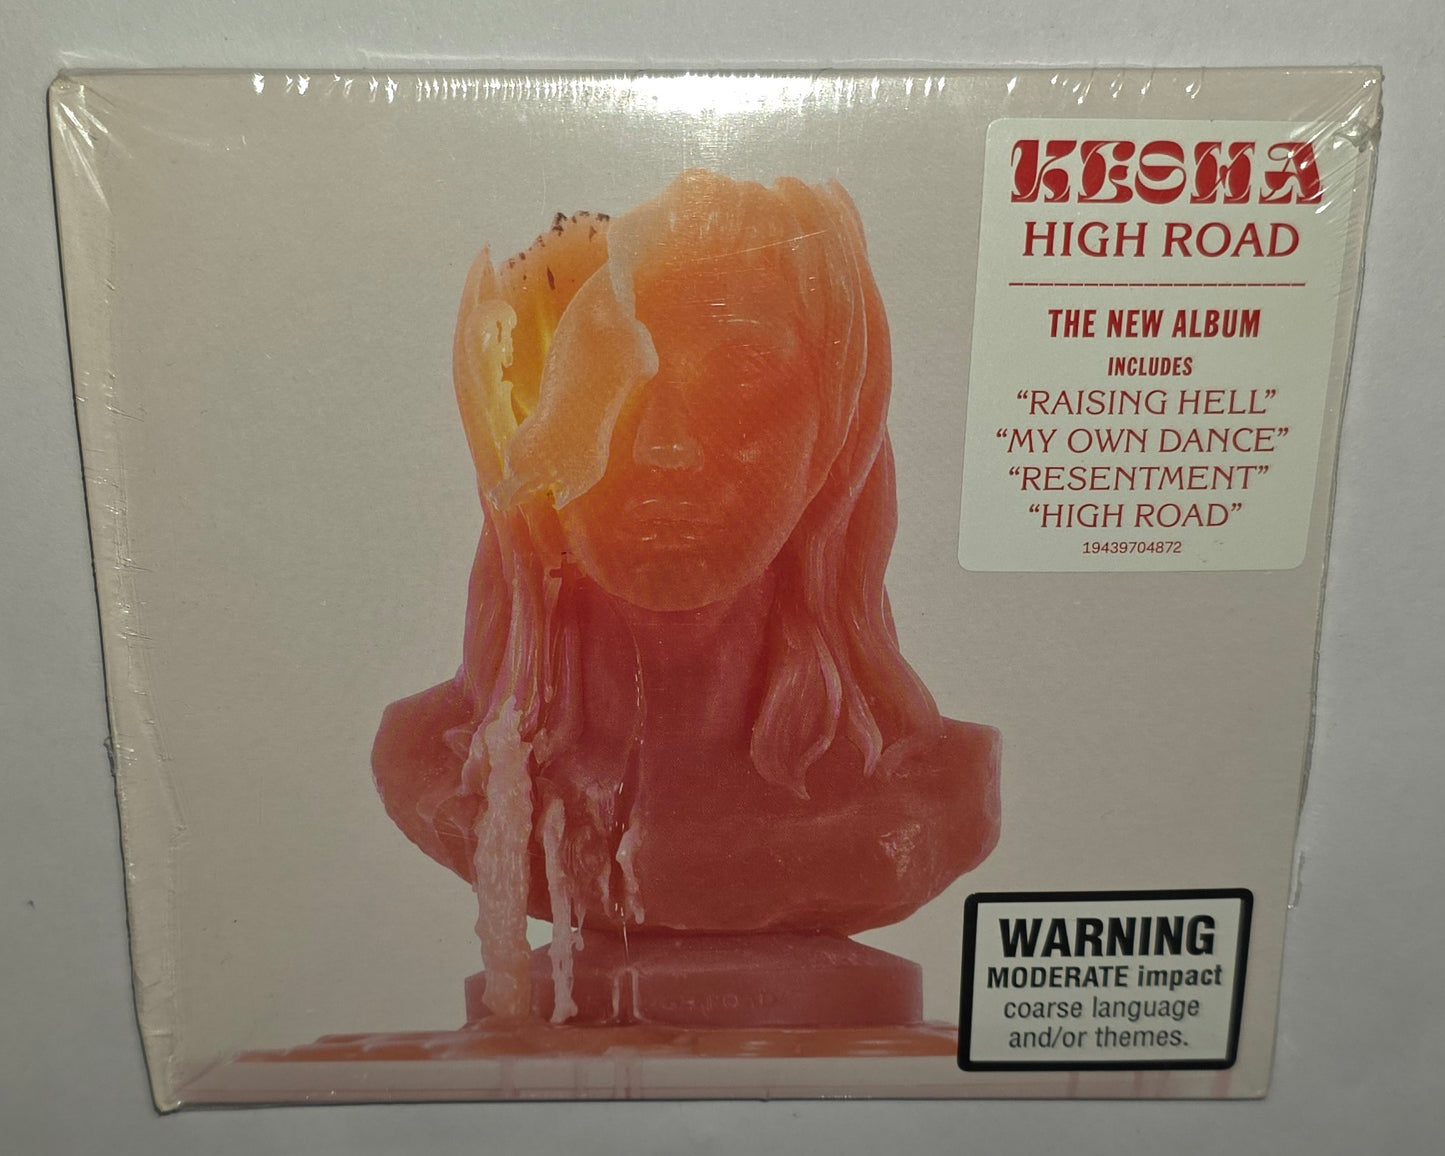 KESHA
HIGH ROAD
THE NEW ALBUM
INCLUDES
“RAISING HELL”
“MY OWN DANCE”
“RESENTMENT”
“HIGH ROAD”
19439704872
WARNING
MODERATE impact
coarse language
and/or themes.